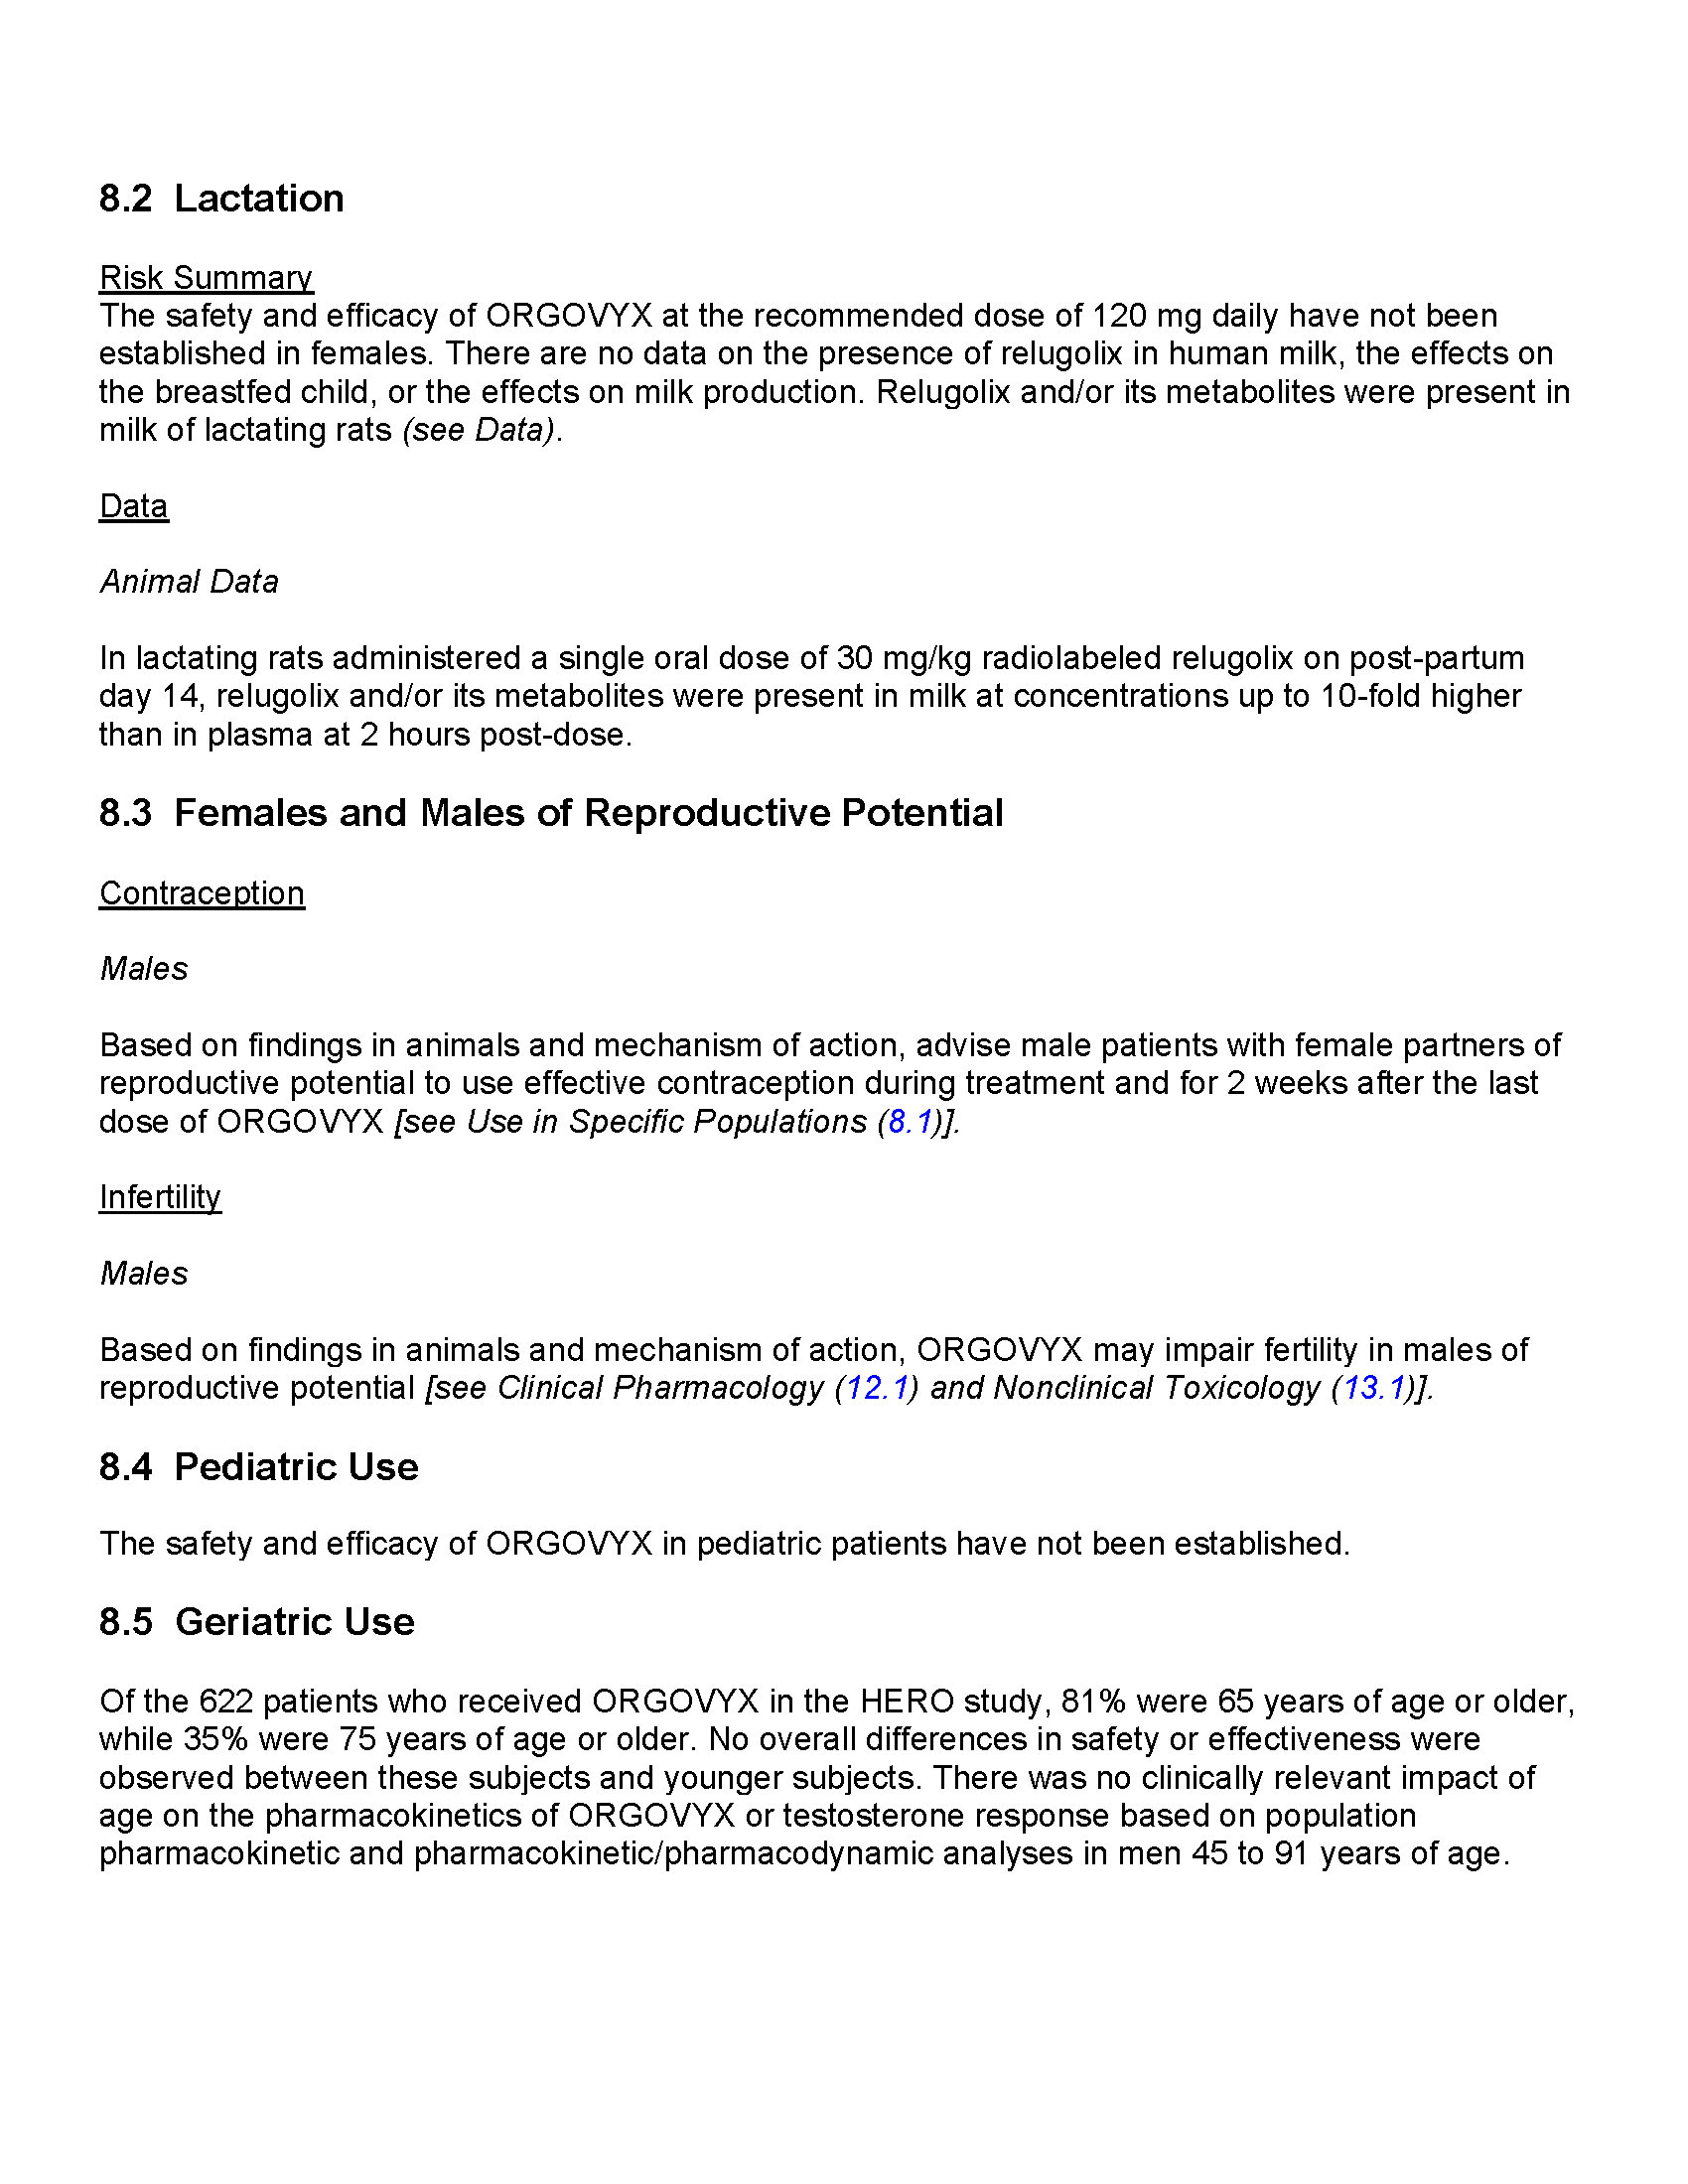 8.2 Lactation
Risk Summary
The safety and efficacy of ORGOVYX at the recommended dose of 120 mg daily have not been
established in females. There are no data on the presence of relugolix in human milk, the effects on
the breastfed child, or the effects on milk production. Relugolix and/or its metabolites were present in
milk of lactating rats (see Data).
Data
Animal Data
In lactating rats administered a single oral dose of 30 mg/kg radiolabeled relugolix on post-partum
day 14, relugolix and/or its metabolites were present in milk at concentrations up to 10-fold higher
than in plasma at 2 hours post-dose.
8.3 Females and Males of Reproductive Potential
Contraception
Males
Based on findings in animals and mechanism of action, advise male patients with female partners of
reproductive potential to use effective contraception during treatment and for 2 weeks after the last
dose of ORGOVYX [see Use in Specific Populations (8.1)].
Infertility
Males
Based on findings in animals and mechanism of action, ORGOVYX may impair fertility in males of
reproductive potential [see Clinical Pharmacology (12.1) and Nonclinical Toxicology (13.1)].
8.4 Pediatric Use
The safety and efficacy of ORGOVYX in pediatric patients have not been established.
8.5 Geriatric Use
Of the 622 patients who received ORGOVYX in the HERO study, 81% were 65 years of age or older,
while 35% were 75 years of age or older. No overall differences in safety or effectiveness were
observed between these subjects and younger subjects. There was no clinically relevant impact of
age on the pharmacokinetics of ORGOVYX or testosterone response based on population
pharmacokinetic and pharmacokinetic/pharmacodynamic analyses in men 45 to 91 years of age.